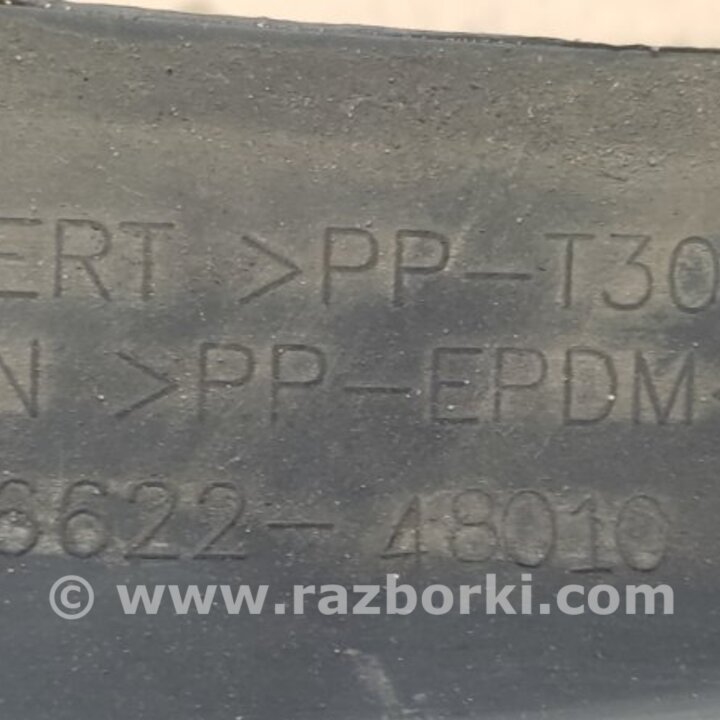 ERT >PP-T30
N >PP-EPDM
6622-48010
© www.razborki.com